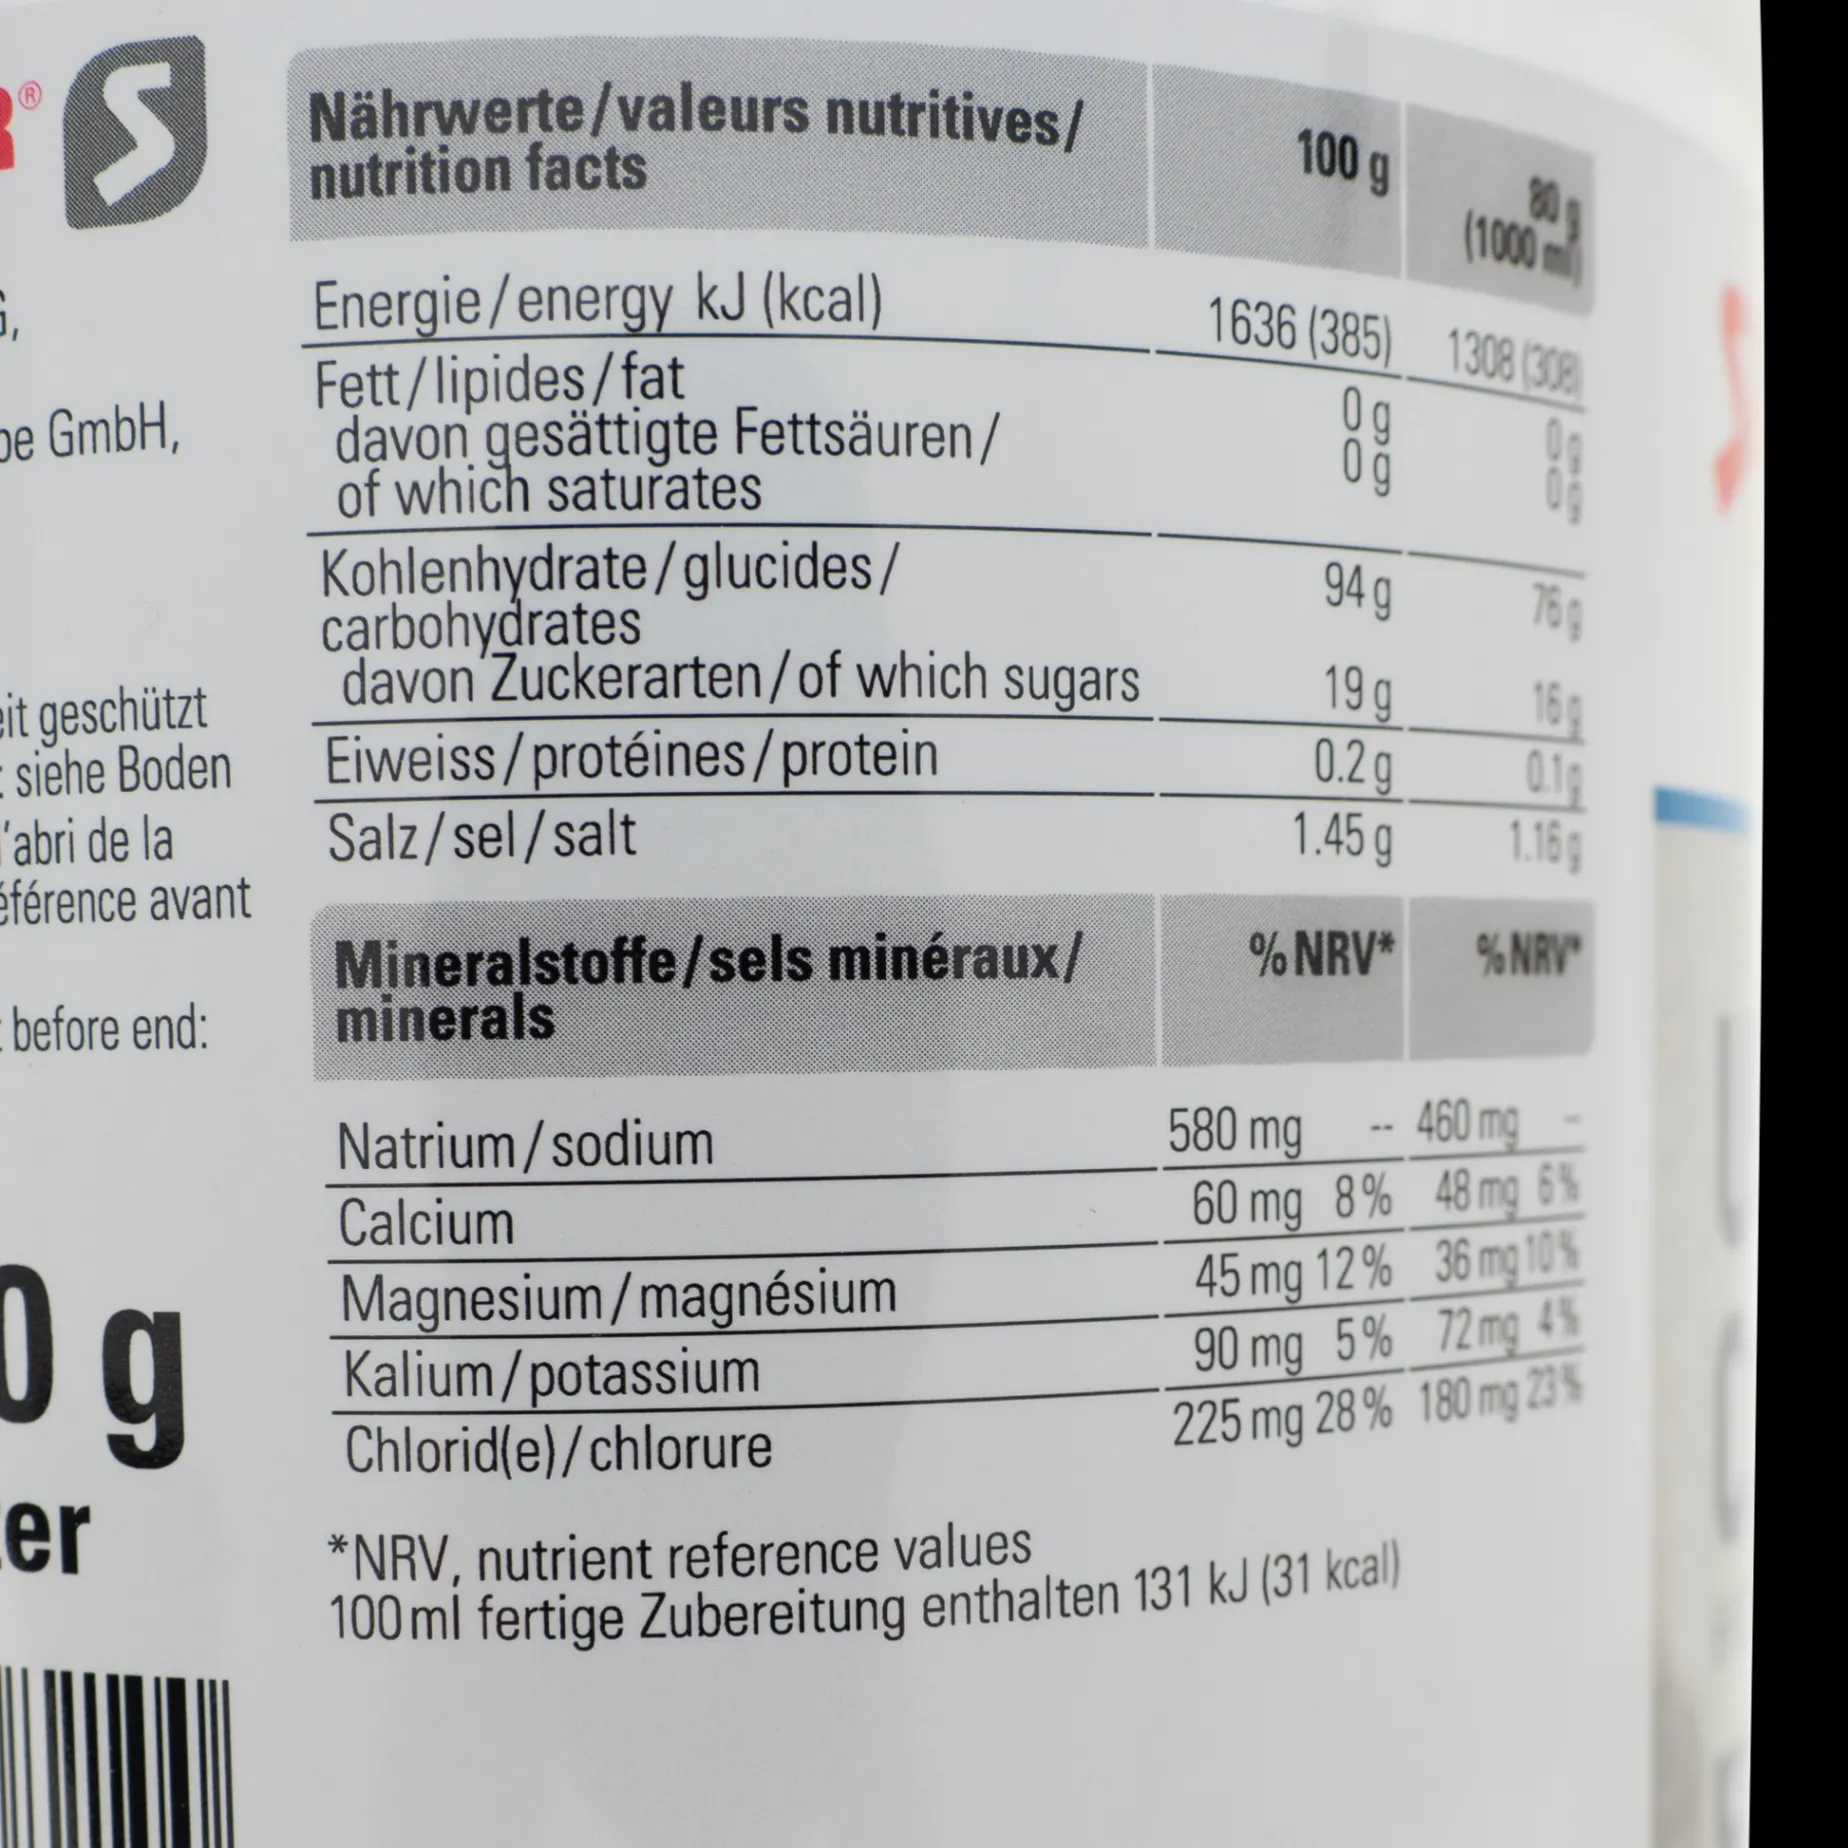 ®
G,
be GmbH,
eit geschützt
: siehe Boden
l'abri de la
éférence avant
t before end:
0 g
ter
Nährwerte/valeurs nutritives/
nutrition facts
100 g
80 g
(1000 ml)
Energie/energy kJ (kcal) 1636 (385) 1308 (308)
Fett/lipides/fat 0 g 0 g
davon gesättigte Fettsäuren/ 0 g 0 g
of which saturates
Kohlenhydrate/glucides/ 94 g 76 g
carbohydrates
davon Zuckerarten/of which sugars 19 g 16 g
Eiweiss/protéines/protein 0.2 g 0.1 g
Salz/sel/salt 1.45 g 1.16 g
Mineralstoffe/sels minéraux/ % NRV* % NRV*
minerals
Natrium/sodium 580 mg -- 460 mg –
Calcium 60 mg 8% 48 mg 6%
Magnesium/magnésium 45 mg 12% 36 mg 10%
Kalium/potassium 90 mg 5% 72 mg 4%
Chlorid(e)/chlorure 225 mg 28% 180 mg 23%
*NRV, nutrient reference values
100 ml fertige Zubereitung enthalten 131 kJ (31 kcal)